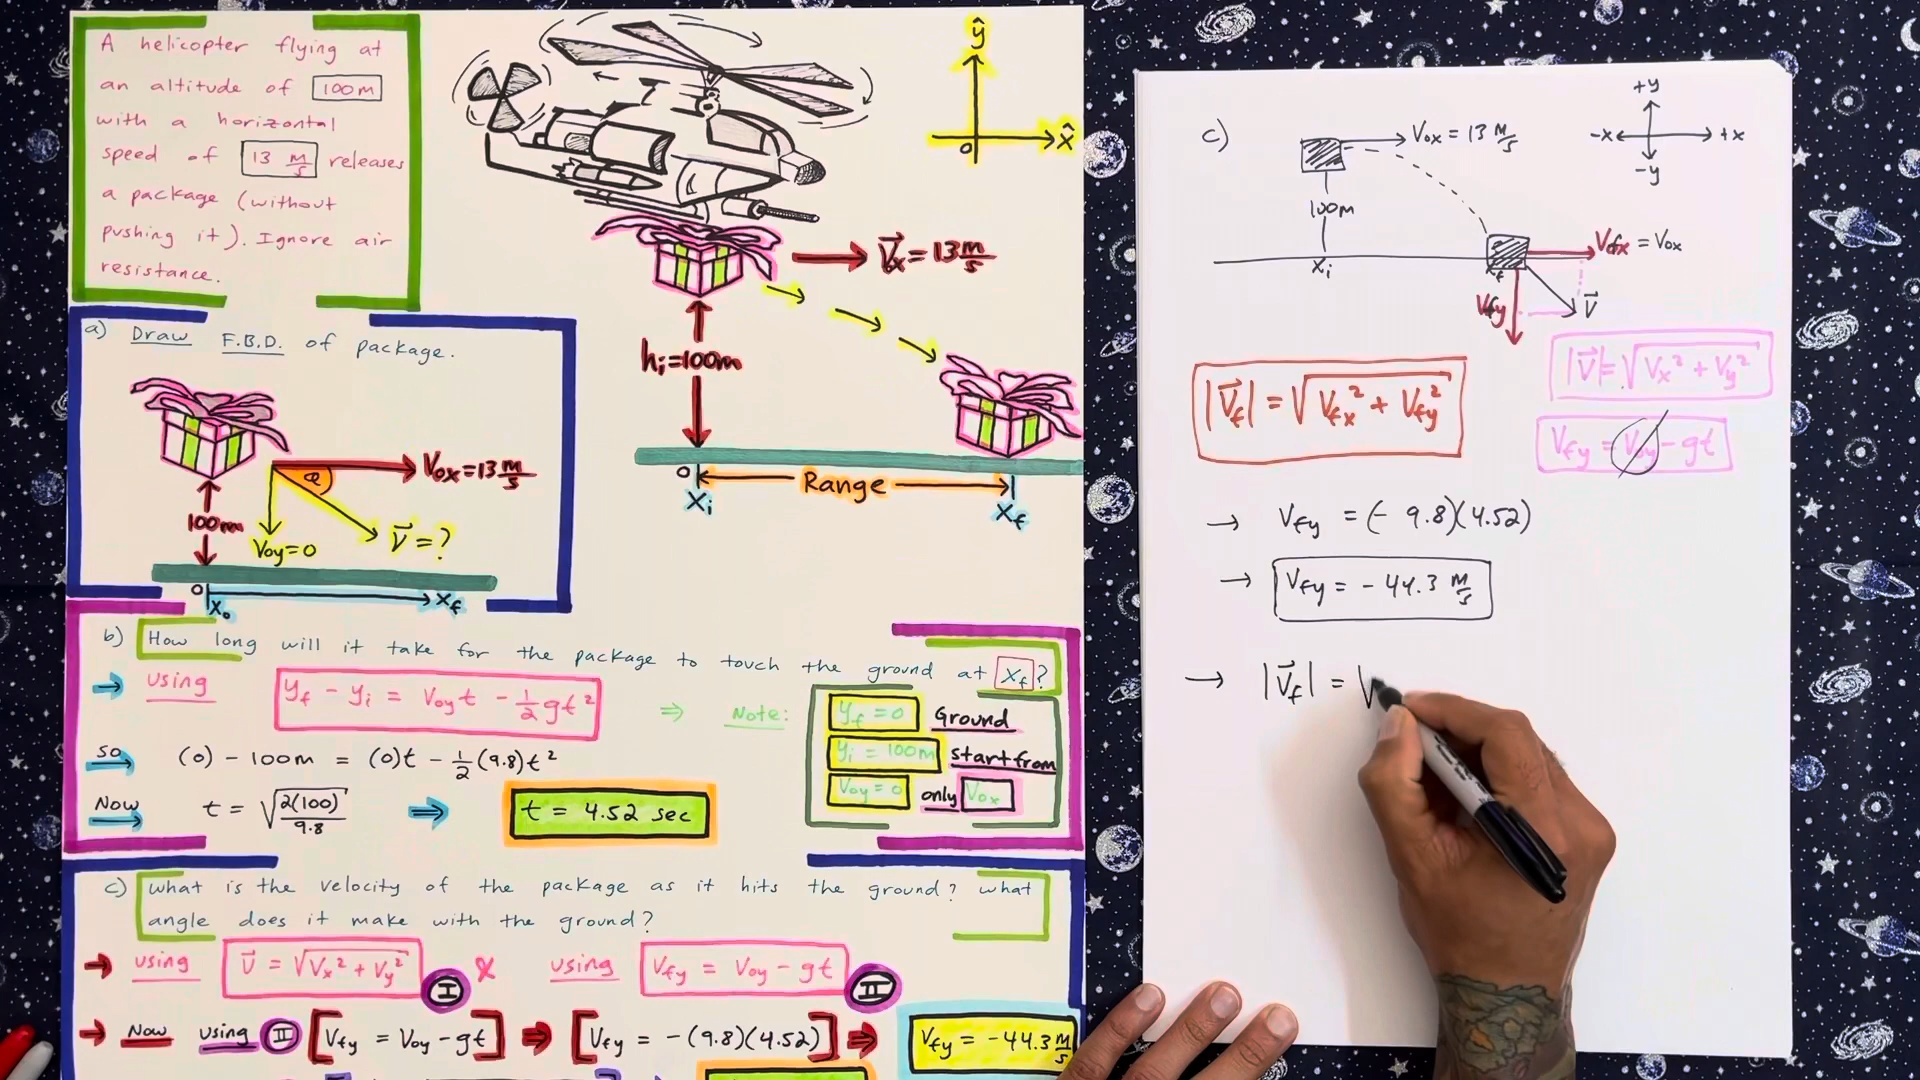 A helicopter flying at
an altitude of 100m
with a horizontal
speed of 13 m/s releases
a package (without
pushing it). Ignore air
resistance.
ŷ
0
x̂
V⃗x = 13 m/s
hi = 100m
0
Range
Xi
Xf
a) Draw F.B.D. of package.
Vox = 13 m/s
100m
Voy = 0
V⃗ = ?
0
Xo
Xf
b) How long will it take for the package to touch the ground at Xf?
using
yf - yi = Voyt - 1/2 gt²
⇒ Note:
yf = 0 Ground
yi = 100m start from
Voy = 0 only Vox
so (0) - 100m = (0)t - 1/2 (9.8)t²
Now t = √2(100)/9.8 ⇒ t = 4.52 sec
c) what is the velocity of the package as it hits the ground? what
angle does it make with the ground?
→ using V⃗ = √Vx² + Vy² I & using Vfy = Voy - gt II
→ Now using II [Vfy = Voy - gt] ⇒ [Vfy = -(9.8)(4.52)] ⇒ Vfy = -44.3 m/s
c)
Vox = 13 m/s
+y
-x
+x
-y
100m
Xi
Xf
Vfx = Vox
Vfy
V⃗
|V⃗f| = √Vfx² + Vfy²
|V⃗| = √Vx² + Vy²
Vfy = Voy - gt
→ Vfy = (- 9.8)(4.52)
→ Vfy = - 44.3 m/s
→ |V⃗f| =